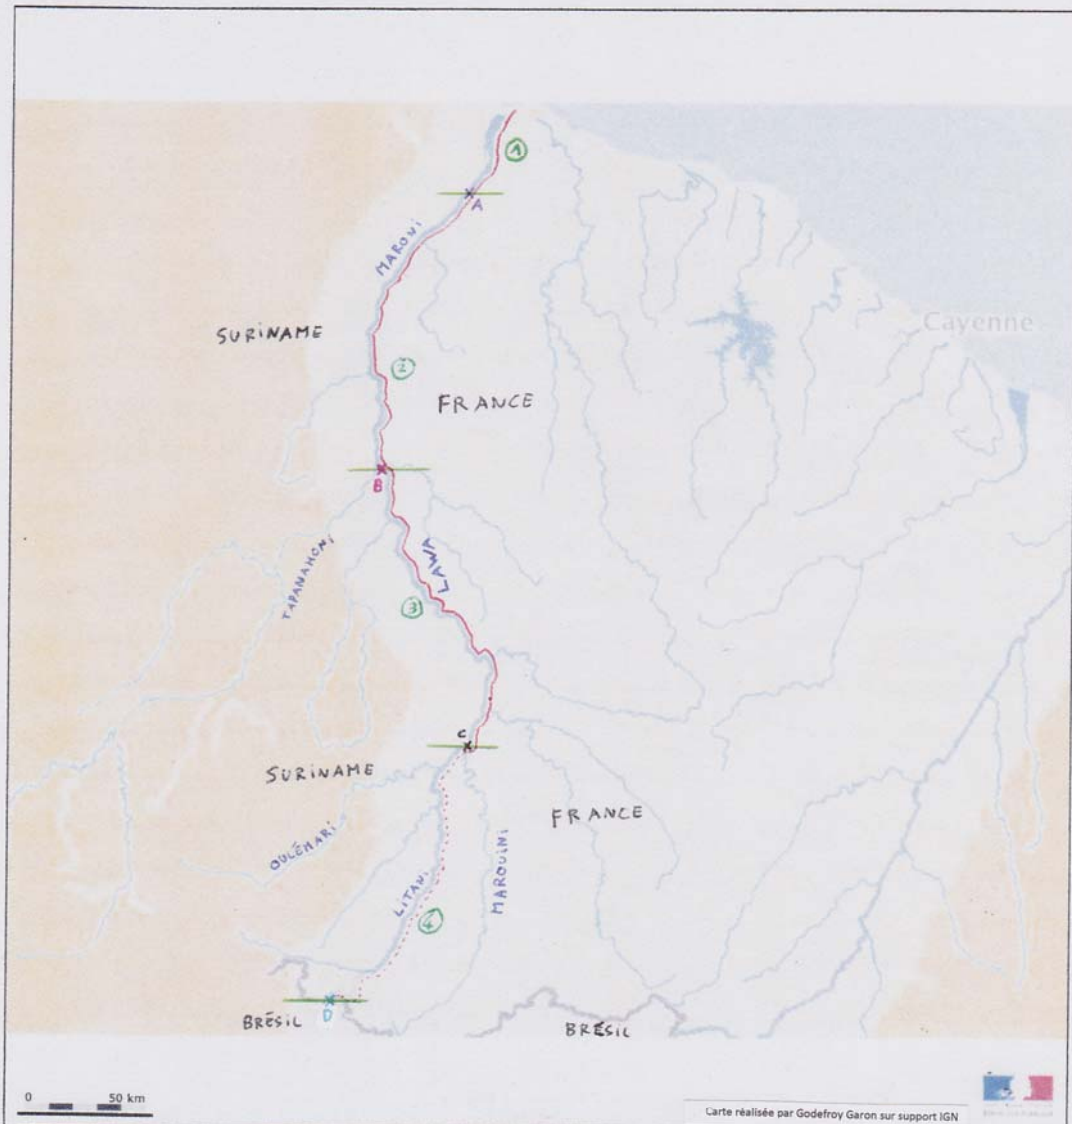 1
A
MARONI
SURINAME
Cayenne
2
FRANCE
B
TAPANAHONI
LAWA
3
C
SURINAME
FRANCE
OULÉMARI
LITANI
MAROUINI
4
D
BRÉSIL
BRÉSIL
0 50 km
Carte réalisée par Godefroy Garon sur support IGN